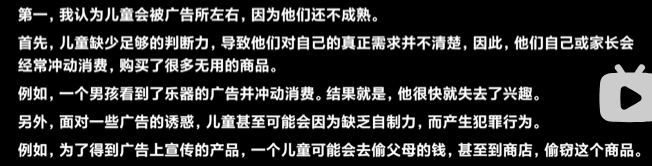 第一，我认为儿童会被广告所左右，因为他们还不成熟。
首先，儿童缺少足够的判断力，导致他们对自己的真正需求并不清楚，因此，他们自己或家长会
经常冲动消费，购买了很多无用的商品。
例如，一个男孩看到了乐器的广告并冲动消费。结果就是，他很快就失去了兴趣。
另外，面对一些广告的诱惑，儿童甚至可能会因为缺乏自制力，而产生犯罪行为。
例如，为了得到广告上宣传的产品，一个儿童可能会去偷父母的钱，甚至到商店，偷窃这个商品。